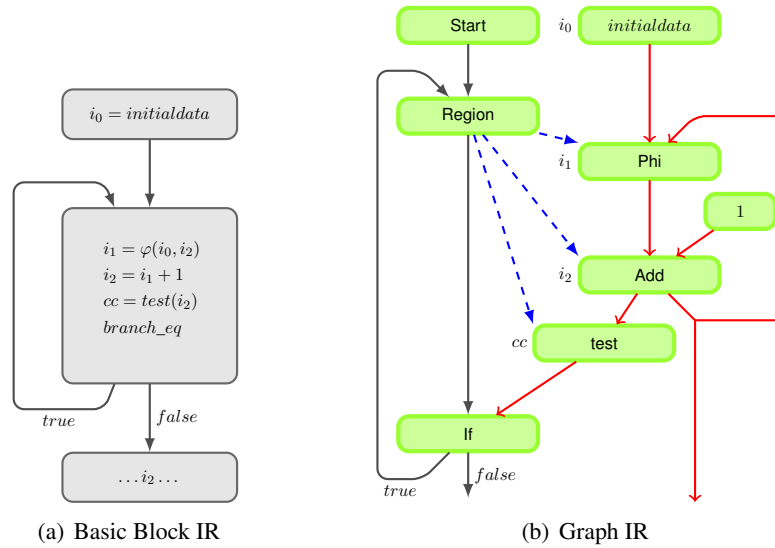 i₀ = initialdata
i₁ = φ(i₀, i₂)
i₂ = i₁ + 1
cc = test(i₂)
branch_eq
true
false
...i₂...
(a) Basic Block IR
Start
i₀ initialdata
Region
i₁ Phi
1
i₂ Add
cc test
If
true
false
(b) Graph IR